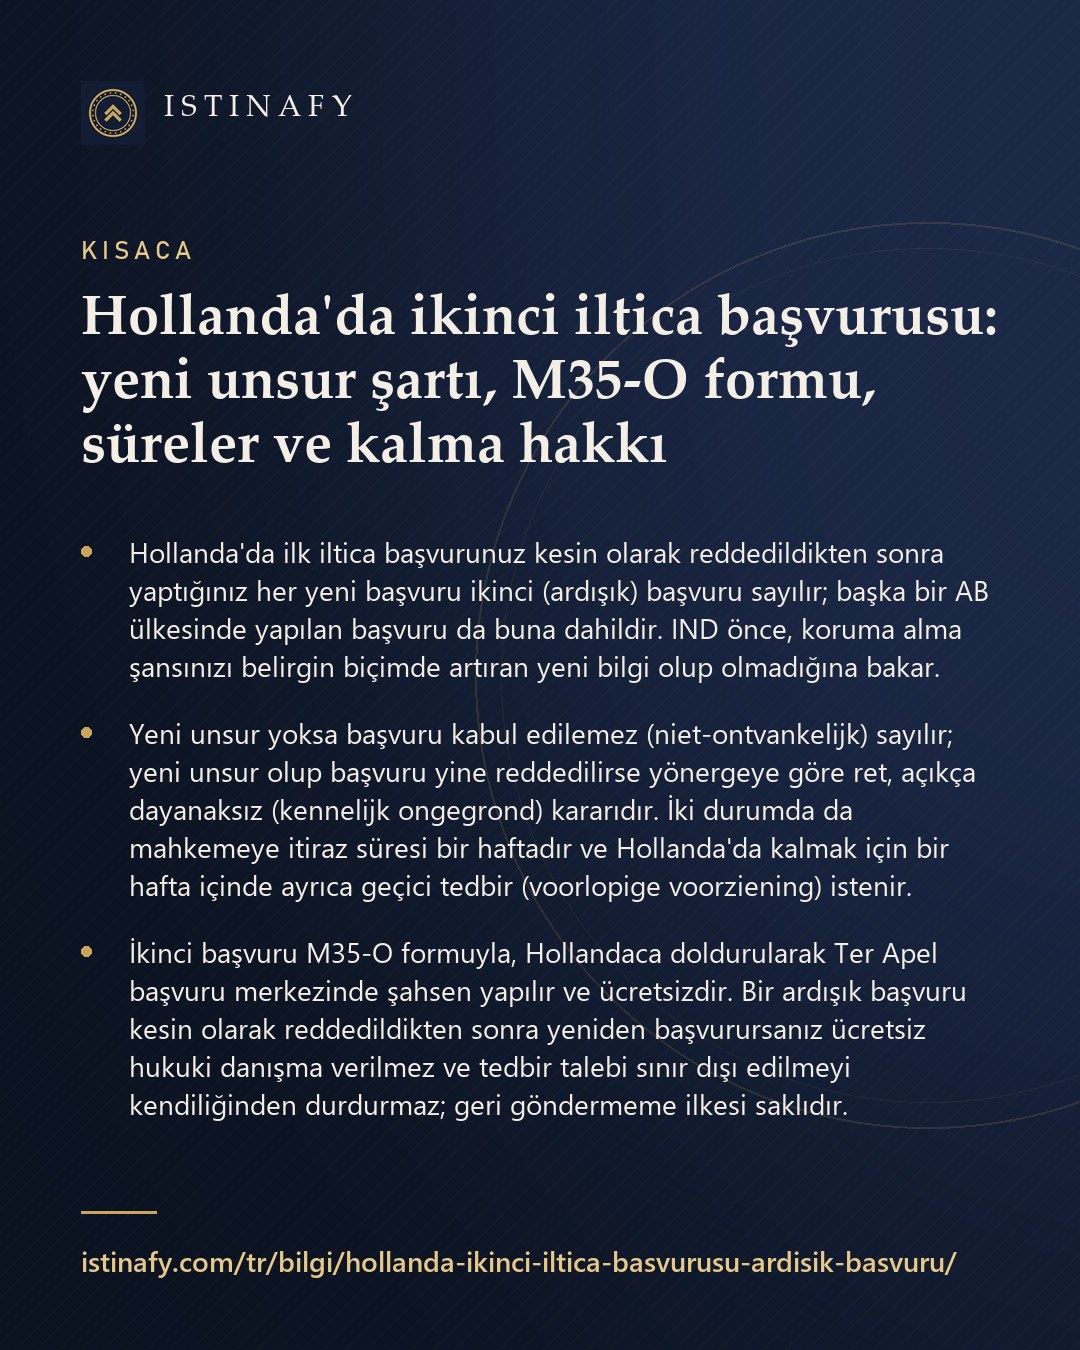 ISTINAFY
KISACA
Hollanda'da ikinci iltica başvurusu:
yeni unsur şartı, M35-O formu,
süreler ve kalma hakkı
Hollanda'da ilk iltica başvurunuz kesin olarak reddedildikten sonra
yaptığınız her yeni başvuru ikinci (ardışık) başvuru sayılır; başka bir AB
ülkesinde yapılan başvuru da buna dahildir. IND önce, koruma alma
şansınızı belirgin biçimde artıran yeni bilgi olup olmadığına bakar.
Yeni unsur yoksa başvuru kabul edilemez (niet-ontvankelijk) sayılır;
yeni unsur olup başvuru yine reddedilirse yönergeye göre ret, açıkça
dayanaksız (kennelijk ongegrond) kararıdır. İki durumda da
mahkemeye itiraz süresi bir haftadır ve Hollanda'da kalmak için bir
hafta içinde ayrıca geçici tedbir (voorlopige voorziening) istenir.
İkinci başvuru M35-O formuyla, Hollandaca doldurularak Ter Apel
başvuru merkezinde şahsen yapılır ve ücretsizdir. Bir ardışık başvuru
kesin olarak reddedildikten sonra yeniden başvurursanız ücretsiz
hukuki danışma verilmez ve tedbir talebi sınır dışı edilmeyi
kendiliğinden durdurmaz; geri göndermeme ilkesi saklıdır.
istinafy.com/tr/bilgi/hollanda-ikinci-iltica-basvurusu-ardisik-basvuru/